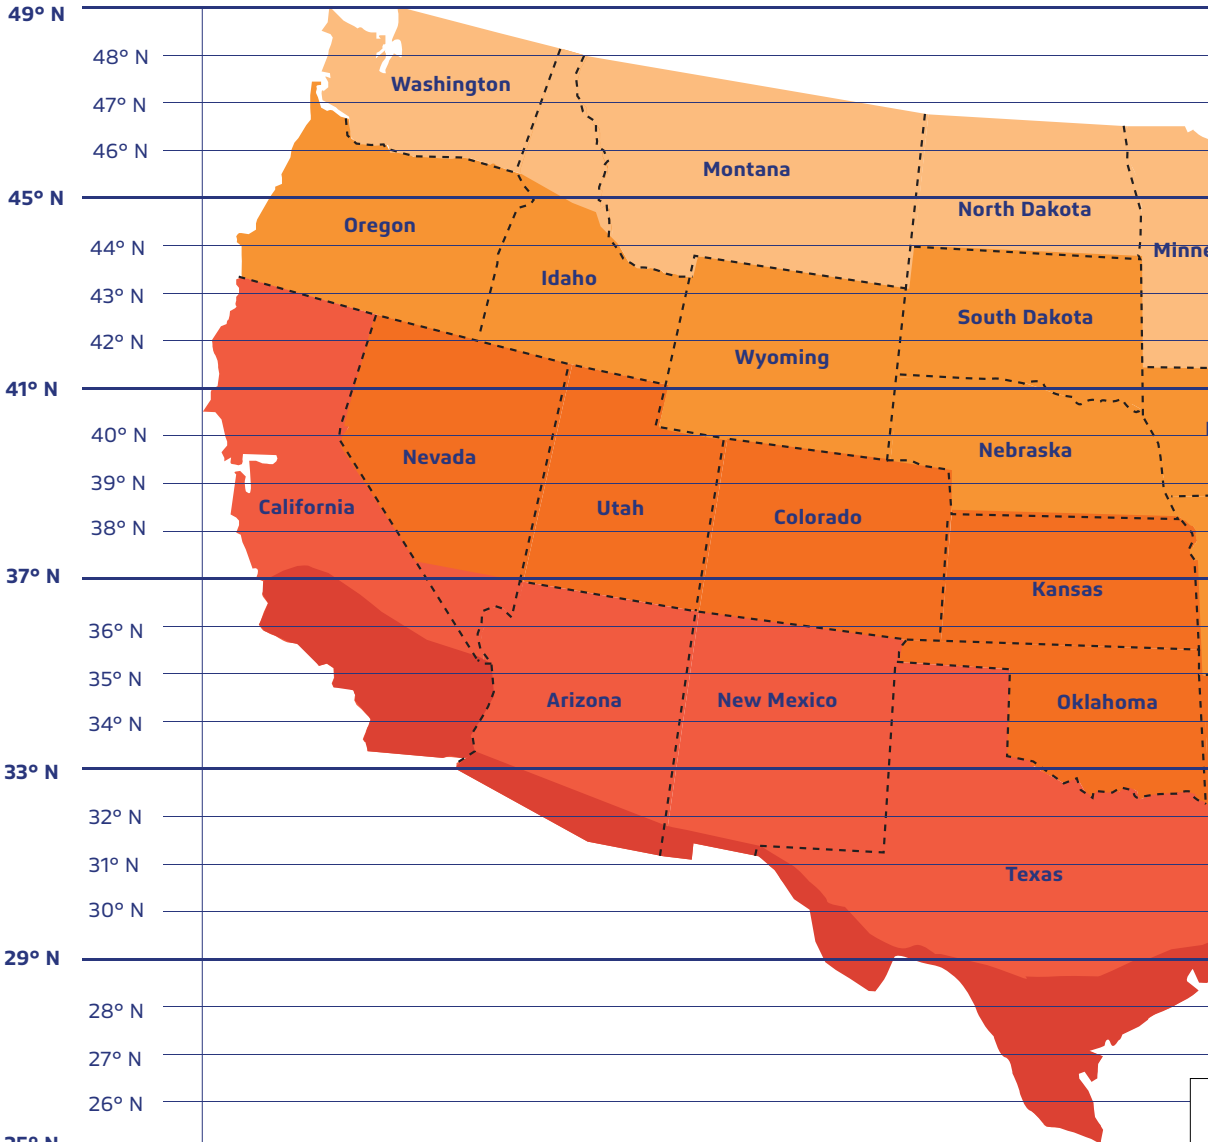 49° N
48° N
Washington
47° N
46° N
Montana
45° N
North Dakota
Oregon
44° N
Minne
Idaho
43° N
South Dakota
42° N
Wyoming
41° N
40° N
Nebraska
Nevada
39° N
California
Utah
Colorado
38° N
37° N
Kansas
36° N
35° N
Arizona
New Mexico
Oklahoma
34° N
33° N
32° N
31° N
Texas
30° N
29° N
28° N
27° N
26° N
25° N